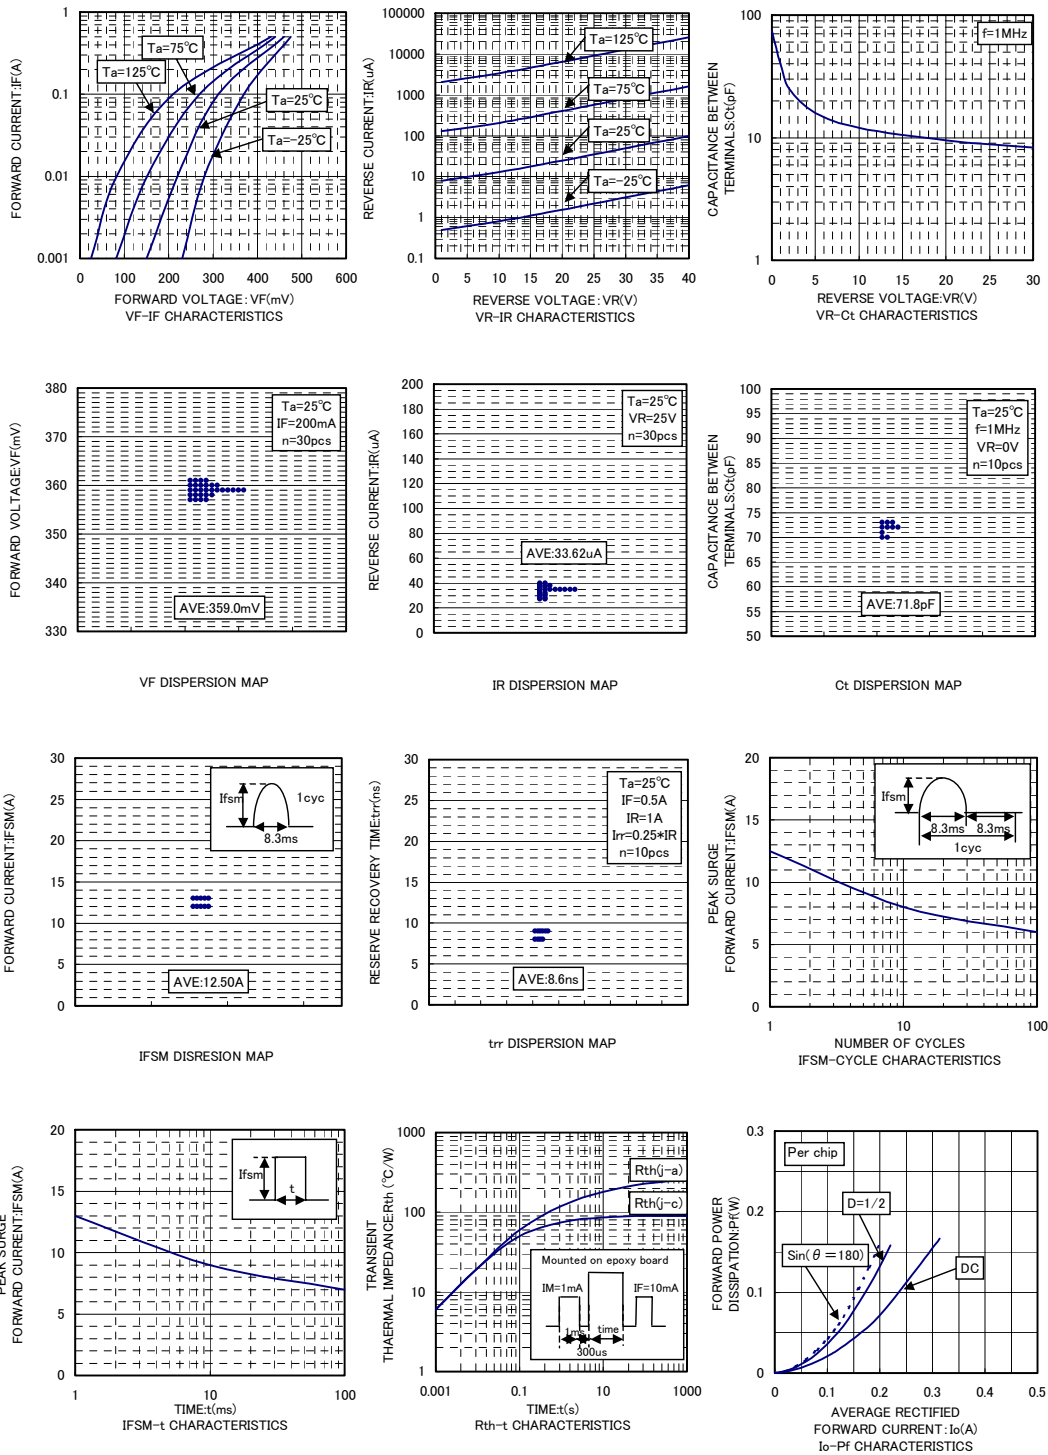 FORWARD CURRENT:IF(A)
1
0.1
0.01
0.001
Ta=75°C
Ta=125°C
Ta=25°C
Ta=-25°C
0 100 200 300 400 500 600
FORWARD VOLTAGE:VF(mV)
VF-IF CHARACTERISTICS
REVERSE CURRENT:IR(uA)
100000
10000
1000
100
10
1
0.1
Ta=125°C
Ta=75°C
Ta=25°C
Ta=-25°C
0 5 10 15 20 25 30 35 40
REVERSE VOLTAGE:VR(V)
VR-IR CHARACTERISTICS
CAPACITANCE BETWEEN
TERMINALS:Ct(pF)
100
10
1
f=1MHz
0 5 10 15 20 25 30
REVERSE VOLTAGE:VR(V)
VR-Ct CHARACTERISTICS
FORWARD VOLTAGE:VF(mV)
380
370
360
350
340
330
Ta=25°C
IF=200mA
n=30pcs
AVE:359.0mV
VF DISPERSION MAP
REVERSE CURRENT:IR(uA)
200
180
160
140
120
100
80
60
40
20
0
Ta=25°C
VR=25V
n=30pcs
AVE:33.62uA
IR DISPERSION MAP
CAPACITANCE BETWEEN
TERMINALS:Ct(pF)
100
95
90
85
80
75
70
65
60
55
50
Ta=25°C
f=1MHz
VR=0V
n=10pcs
AVE:71.8pF
Ct DISPERSION MAP
FORWARD CURRENT:IFSM(A)
30
25
20
15
10
5
0
Ifsm
1cyc
8.3ms
AVE:12.50A
IFSM DISRESION MAP
RESERVE RECOVERY TIME:trr(ns)
30
25
20
15
10
5
0
Ta=25°C
IF=0.5A
IR=1A
Irr=0.25*IR
n=10pcs
AVE:8.6ns
trr DISPERSION MAP
PEAK SURGE
FORWARD CURRENT:IFSM(A)
20
15
10
5
0
Ifsm
8.3ms 8.3ms
1cyc
1 10 100
NUMBER OF CYCLES
IFSM-CYCLE CHARACTERISTICS
PEAK SURGE
FORWARD CURRENT:IFSM(A)
20
15
10
5
0
Ifsm
t
1 10 100
TIME:t(ms)
IFSM-t CHARACTERISTICS
TRANSIENT
THAERMAL IMPEDANCE:Rth (°C/W)
1000
100
10
1
Rth(j-a)
Rth(j-c)
Mounted on epoxy board
IM=1mA IF=10mA
1ms time
300us
0.001 0.1 10 1000
TIME:t(s)
Rth-t CHARACTERISTICS
FORWARD POWER
DISSIPATION:Pf(W)
0.3
0.2
0.1
0
Per chip
D=1/2
Sin(θ=180)
DC
0 0.1 0.2 0.3 0.4 0.5
AVERAGE RECTIFIED
FORWARD CURRENT:Io(A)
Io-Pf CHARACTERISTICS